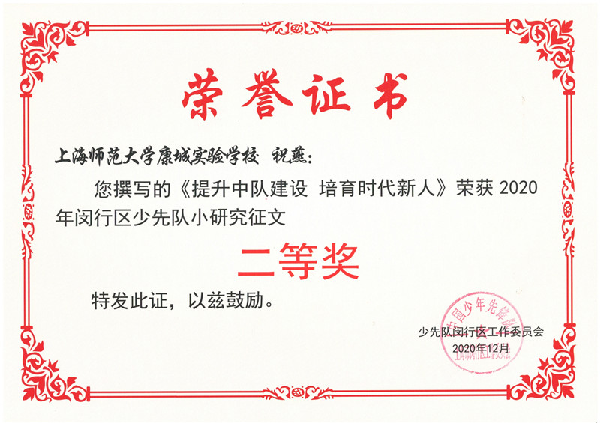 荣誉证书
上海师范大学康城实验学校 祝燕：
您撰写的《提升中队建设 培育时代新人》荣获2020
年闵行区少先队小研究征文
二等奖
特发此证，以兹鼓励。
少先队闵行区工作委员会
2020年12月